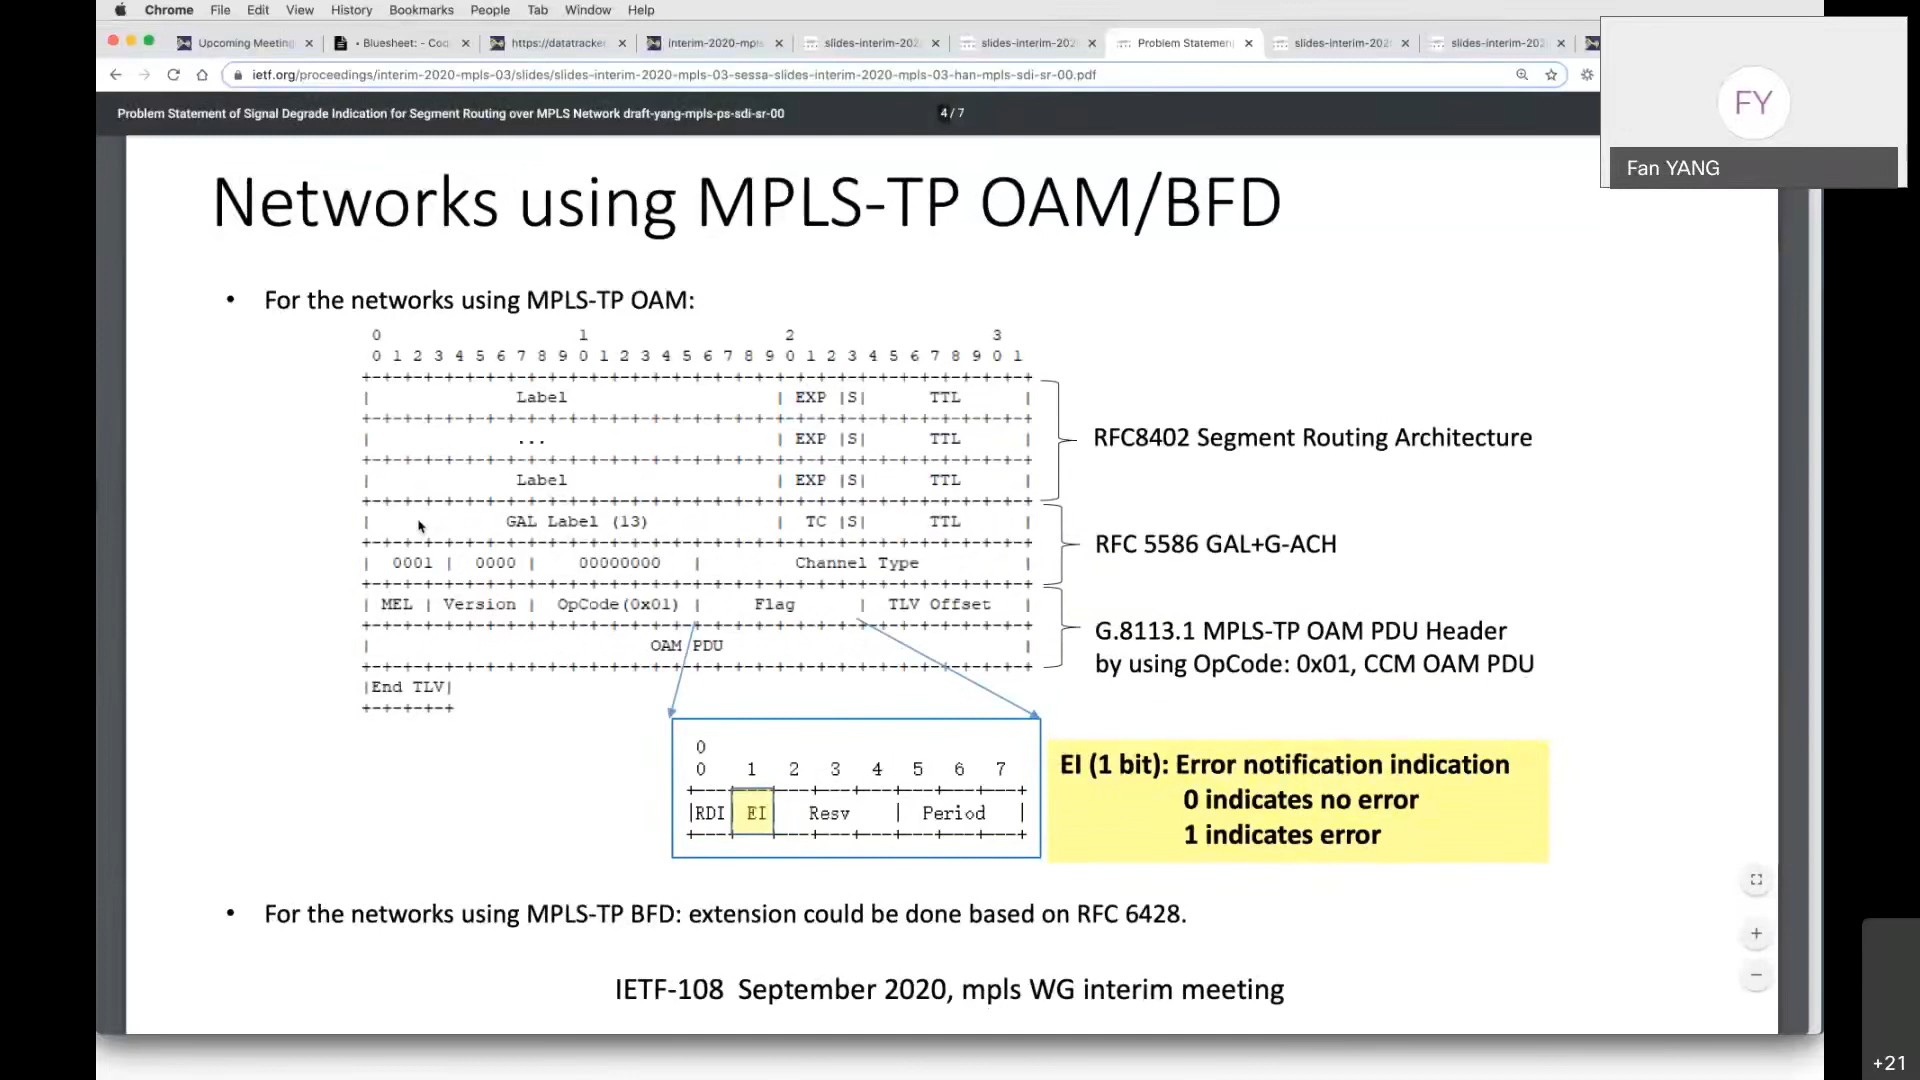 Chrome File Edit View History Bookmarks People Tab Window Help
Upcoming Meeting × • Bluesheet: - Cod × https://datatracker × interim-2020-mpls × slides-interim-202 × slides-interim-202 × Problem Statement × slides-interim-202 × slides-interim-202 ×
ietf.org/proceedings/interim-2020-mpls-03/slides/slides-interim-2020-mpls-03-sessa-slides-interim-2020-mpls-03-han-mpls-sdi-sr-00.pdf
Problem Statement of Signal Degrade Indication for Segment Routing over MPLS Network draft-yang-mpls-ps-sdi-sr-00 4 / 7
FY
Fan YANG
Networks using MPLS-TP OAM/BFD
• For the networks using MPLS-TP OAM:
0 1 2 3
0 1 2 3 4 5 6 7 8 9 0 1 2 3 4 5 6 7 8 9 0 1 2 3 4 5 6 7 8 9 0 1
+-+-+-+-+-+-+-+-+-+-+-+-+-+-+-+-+-+-+-+-+-+-+-+-+-+-+-+-+-+-+-+-+
| Label | EXP |S| TTL |
+-+-+-+-+-+-+-+-+-+-+-+-+-+-+-+-+-+-+-+-+-+-+-+-+-+-+-+-+-+-+-+-+
| ... | EXP |S| TTL |
+-+-+-+-+-+-+-+-+-+-+-+-+-+-+-+-+-+-+-+-+-+-+-+-+-+-+-+-+-+-+-+-+
| Label | EXP |S| TTL |
+-+-+-+-+-+-+-+-+-+-+-+-+-+-+-+-+-+-+-+-+-+-+-+-+-+-+-+-+-+-+-+-+
| GAL Label (13) | TC |S| TTL |
+-+-+-+-+-+-+-+-+-+-+-+-+-+-+-+-+-+-+-+-+-+-+-+-+-+-+-+-+-+-+-+-+
| 0001 | 0000 | 00000000 | Channel Type |
+-+-+-+-+-+-+-+-+-+-+-+-+-+-+-+-+-+-+-+-+-+-+-+-+-+-+-+-+-+-+-+-+
| MEL | Version | OpCode(0x01) | Flag | TLV Offset |
+-+-+-+-+-+-+-+-+-+-+-+-+-+-+-+-+-+-+-+-+-+-+-+-+-+-+-+-+-+-+-+-+
| OAM PDU |
+-+-+-+-+-+-+-+-+-+-+-+-+-+-+-+-+-+-+-+-+-+-+-+-+-+-+-+-+-+-+-+-+
|End TLV|
+-+-+-+-+
RFC8402 Segment Routing Architecture
RFC 5586 GAL+G-ACH
G.8113.1 MPLS-TP OAM PDU Header
by using OpCode: 0x01, CCM OAM PDU
0
0 1 2 3 4 5 6 7
+---+---+---+---+---+---+---+---+
|RDI| EI | Resv | Period |
+---+---+---+---+---+---+---+---+
EI (1 bit): Error notification indication
0 indicates no error
1 indicates error
• For the networks using MPLS-TP BFD: extension could be done based on RFC 6428.
IETF-108 September 2020, mpls WG interim meeting
+21